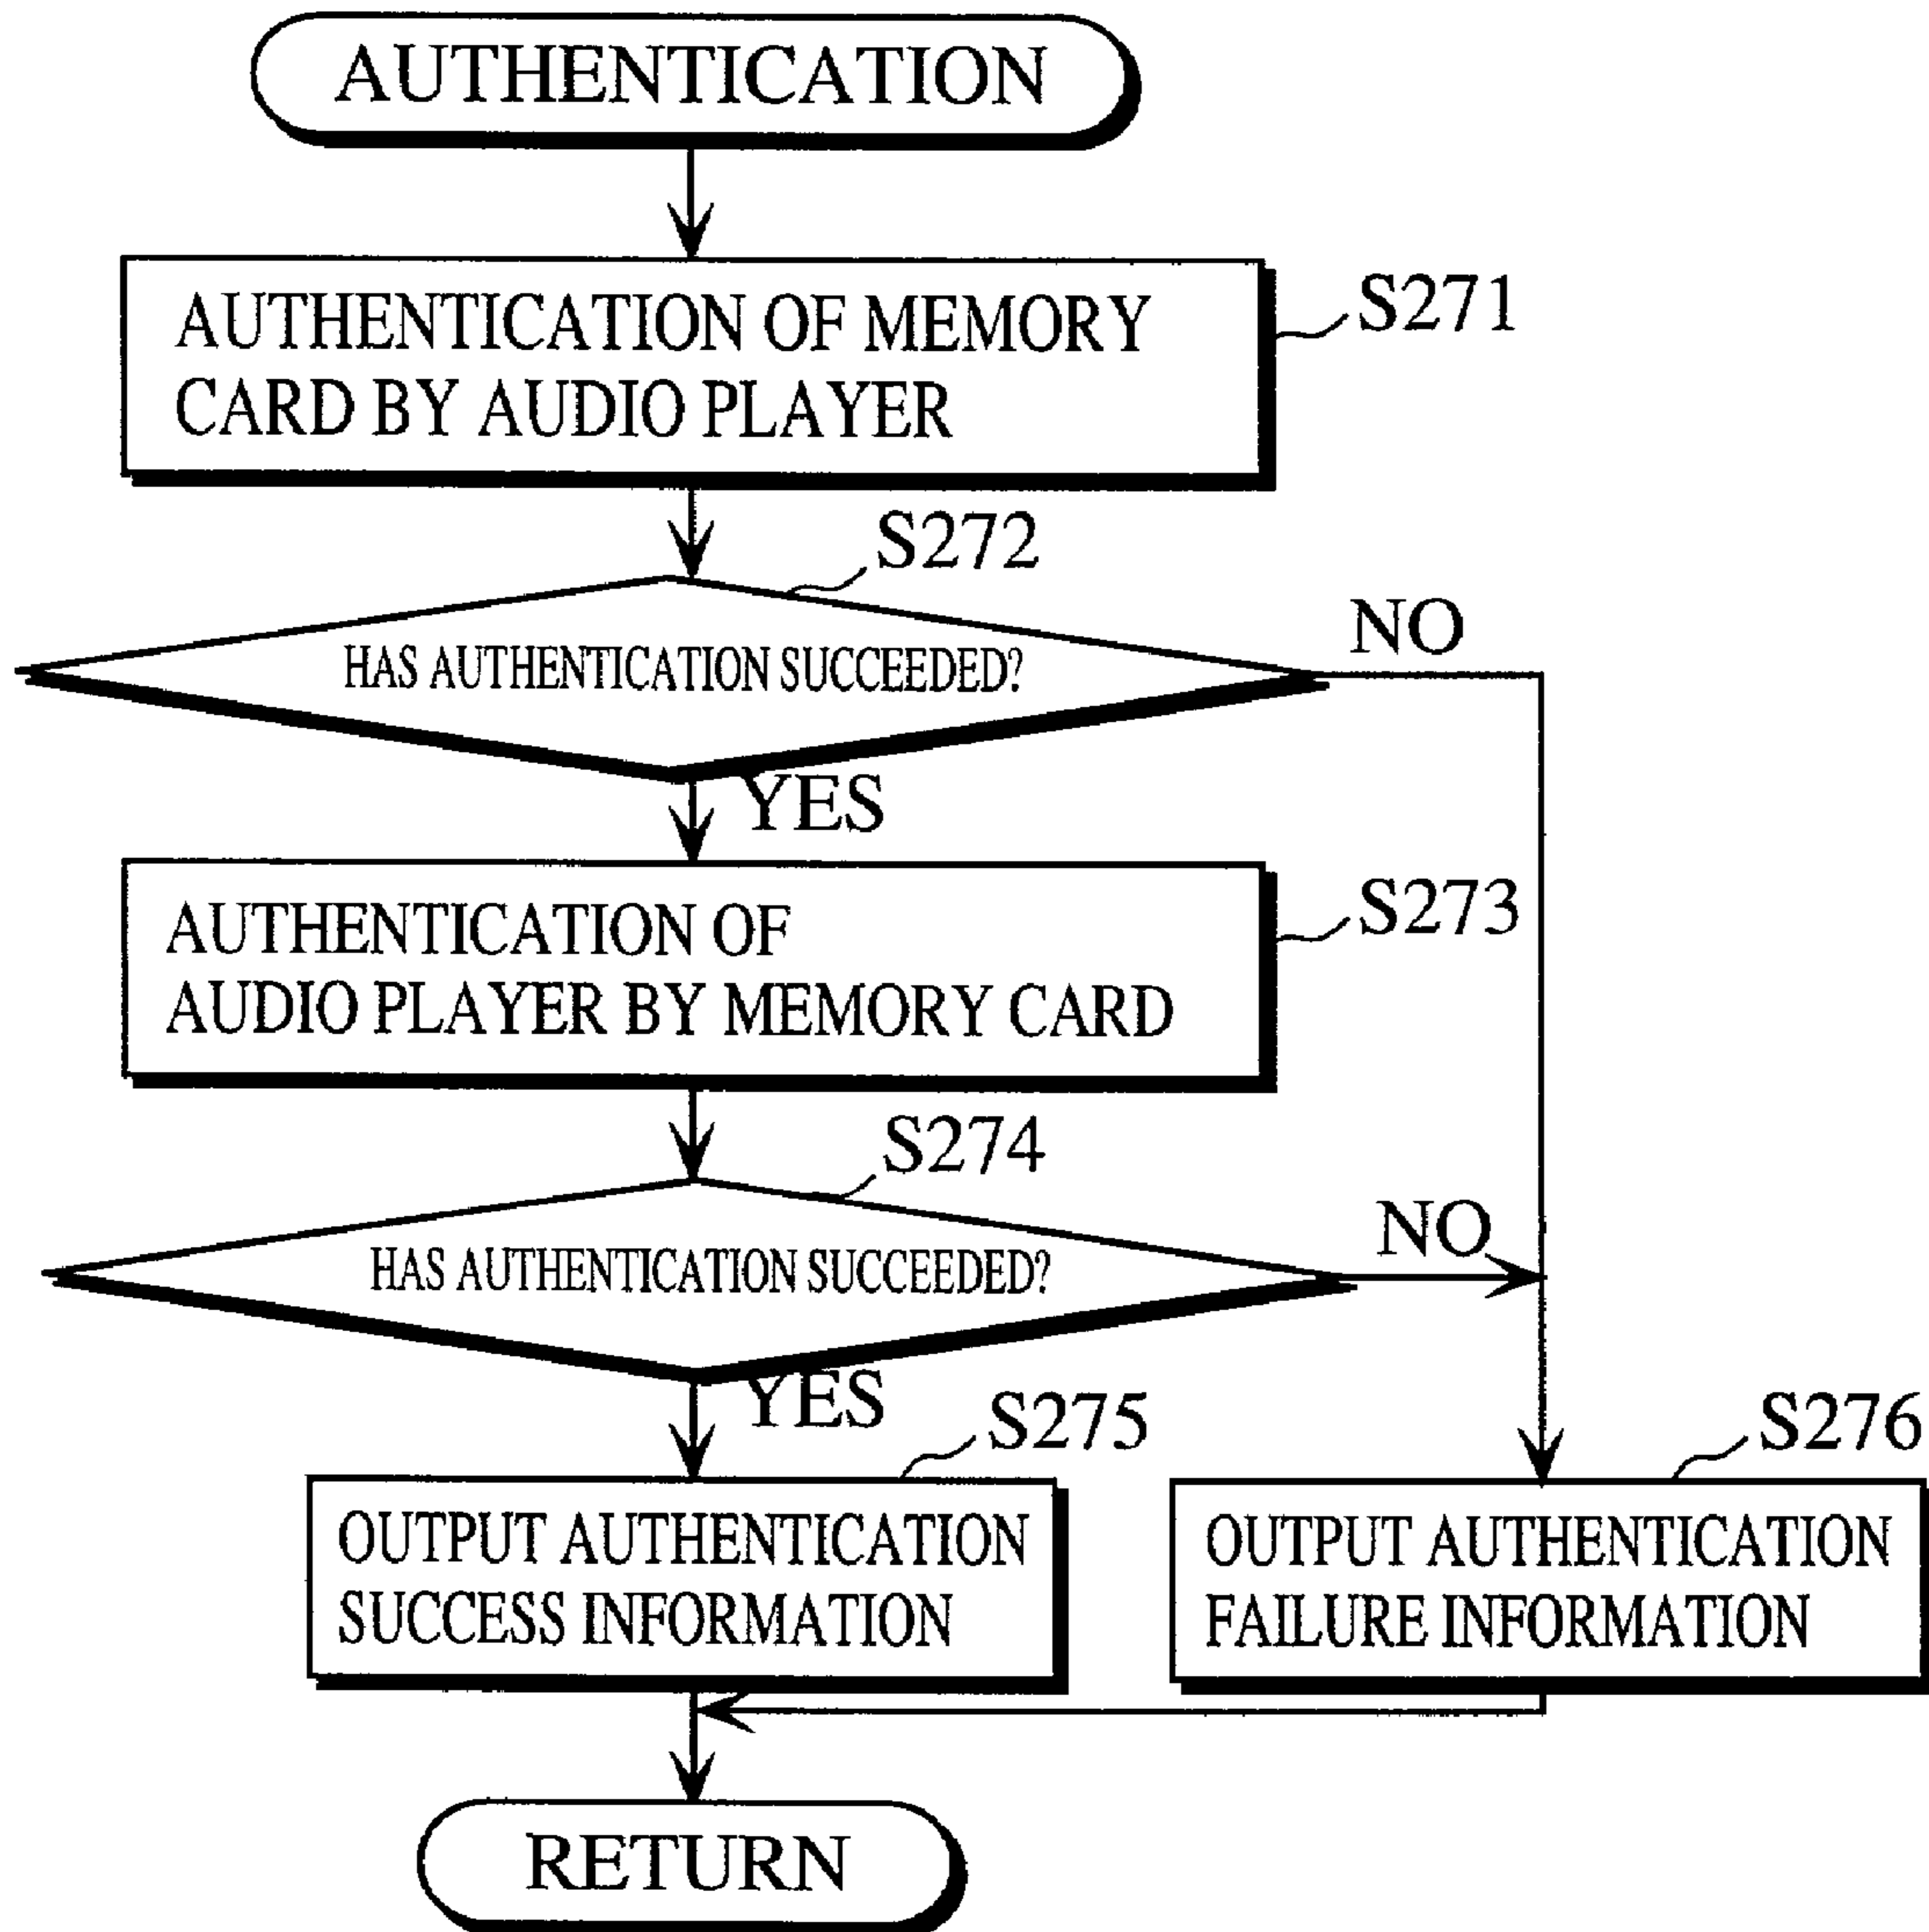 AUTHENTICATION
AUTHENTICATION OF MEMORY
CARD BY AUDIO PLAYER
S271
S272
HAS AUTHENTICATION SUCCEEDED?
NO
YES
AUTHENTICATION OF
AUDIO PLAYER BY MEMORY CARD
S273
S274
HAS AUTHENTICATION SUCCEEDED?
NO
YES
S275
OUTPUT AUTHENTICATION
SUCCESS INFORMATION
S276
OUTPUT AUTHENTICATION
FAILURE INFORMATION
RETURN